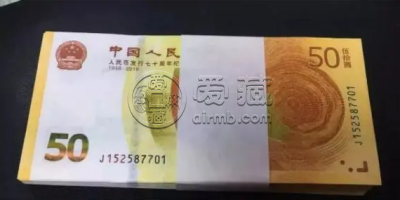 中国人民
人民币发行七十周年纪
1948-2018
50
J152587701
爱藏
airmb.com
50
伍拾圆
J152587701